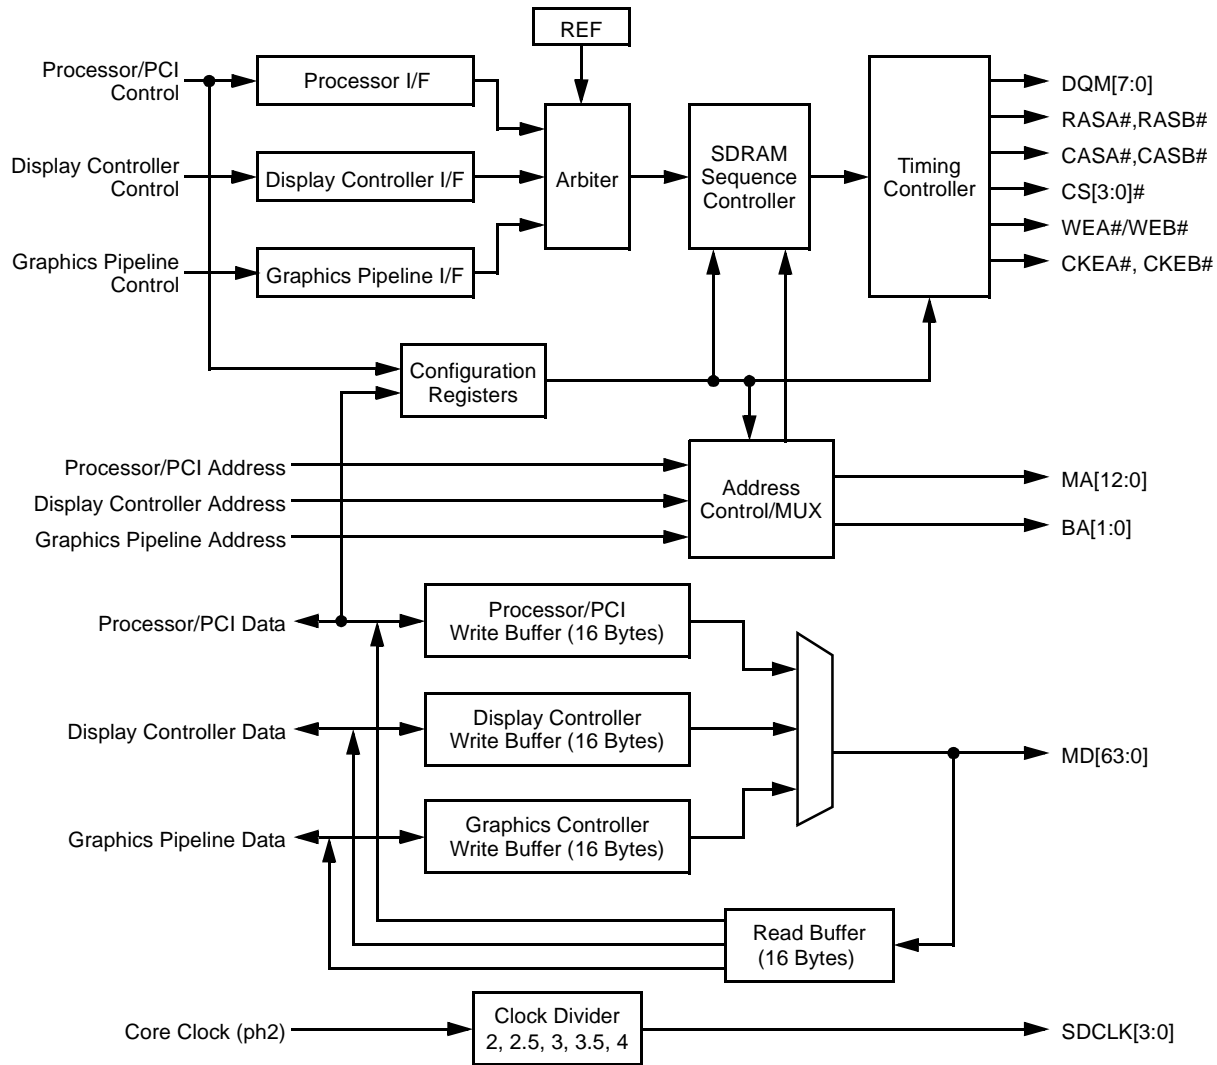 REF
Processor/PCI
Control
Processor I/F
DQM[7:0]
RASA#,RASB#
Display Controller
Control
Display Controller I/F
Arbiter
SDRAM
Sequence
Controller
Timing
Controller
CASA#,CASB#
CS[3:0]#
WEA#/WEB#
Graphics Pipeline
Control
Graphics Pipeline I/F
CKEA#, CKEB#
Configuration
Registers
Processor/PCI Address
Display Controller Address
Graphics Pipeline Address
Address
Control/MUX
MA[12:0]
BA[1:0]
Processor/PCI Data
Processor/PCI
Write Buffer (16 Bytes)
Display Controller Data
Display Controller
Write Buffer (16 Bytes)
MD[63:0]
Graphics Pipeline Data
Graphics Controller
Write Buffer (16 Bytes)
Read Buffer
(16 Bytes)
Core Clock (ph2)
Clock Divider
2, 2.5, 3, 3.5, 4
SDCLK[3:0]